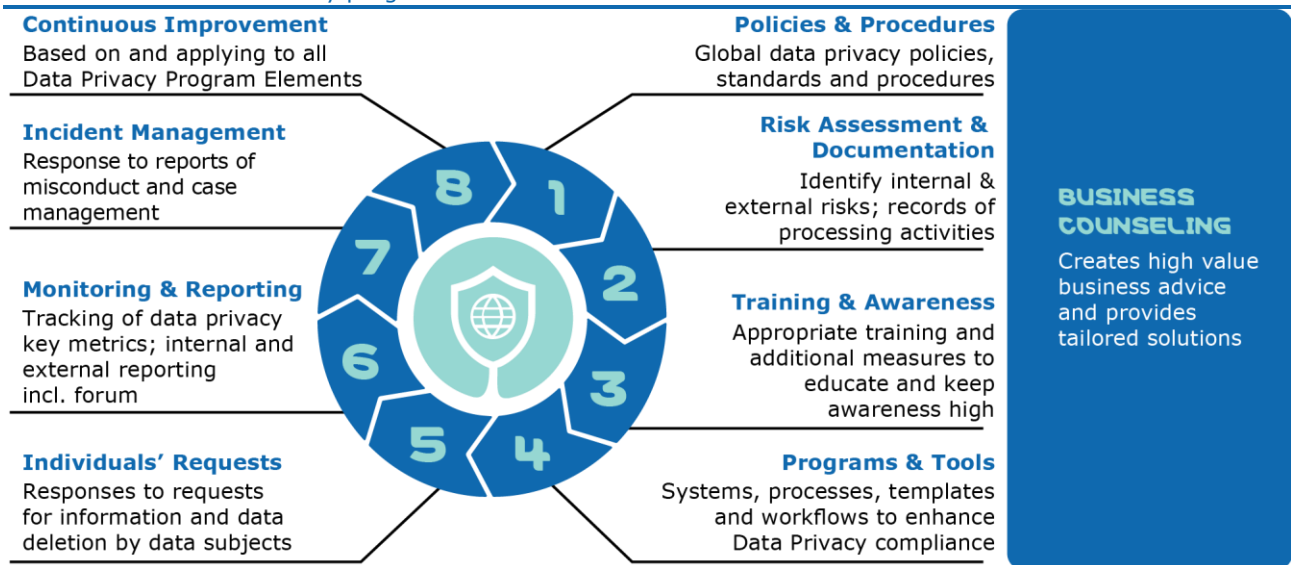 Continuous Improvement
Based on and applying to all
Data Privacy Program Elements
Incident Management
Response to reports of
misconduct and case
management
Monitoring & Reporting
Tracking of data privacy
key metrics; internal and
external reporting
incl. forum
Individuals’ Requests
Responses to requests
for information and data
deletion by data subjects
8
1
7
2
6
3
5
4
Policies & Procedures
Global data privacy policies,
standards and procedures
Risk Assessment &
Documentation
Identify internal &
external risks; records of
processing activities
Training & Awareness
Appropriate training and
additional measures to
educate and keep
awareness high
Programs & Tools
Systems, processes, templates
and workflows to enhance
Data Privacy compliance
BUSINESS
COUNSELING
Creates high value
business advice
and provides
tailored solutions